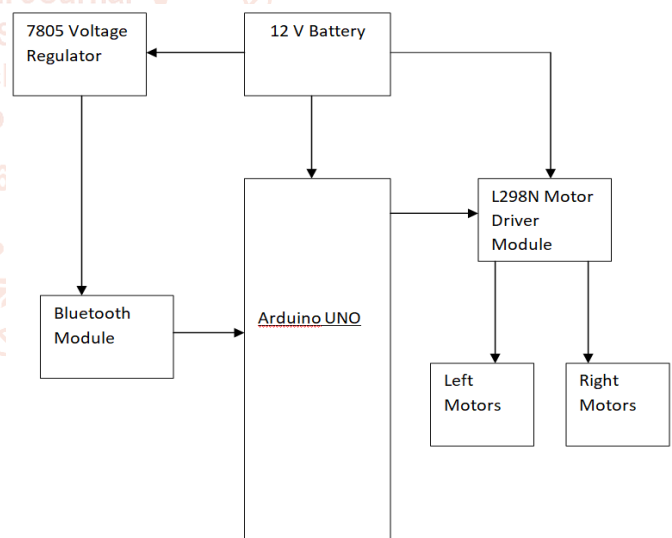 7805 Voltage
Regulator
12 V Battery
L298N Motor
Driver
Module
Bluetooth
Module
Arduino UNO
Left
Motors
Right
Motors